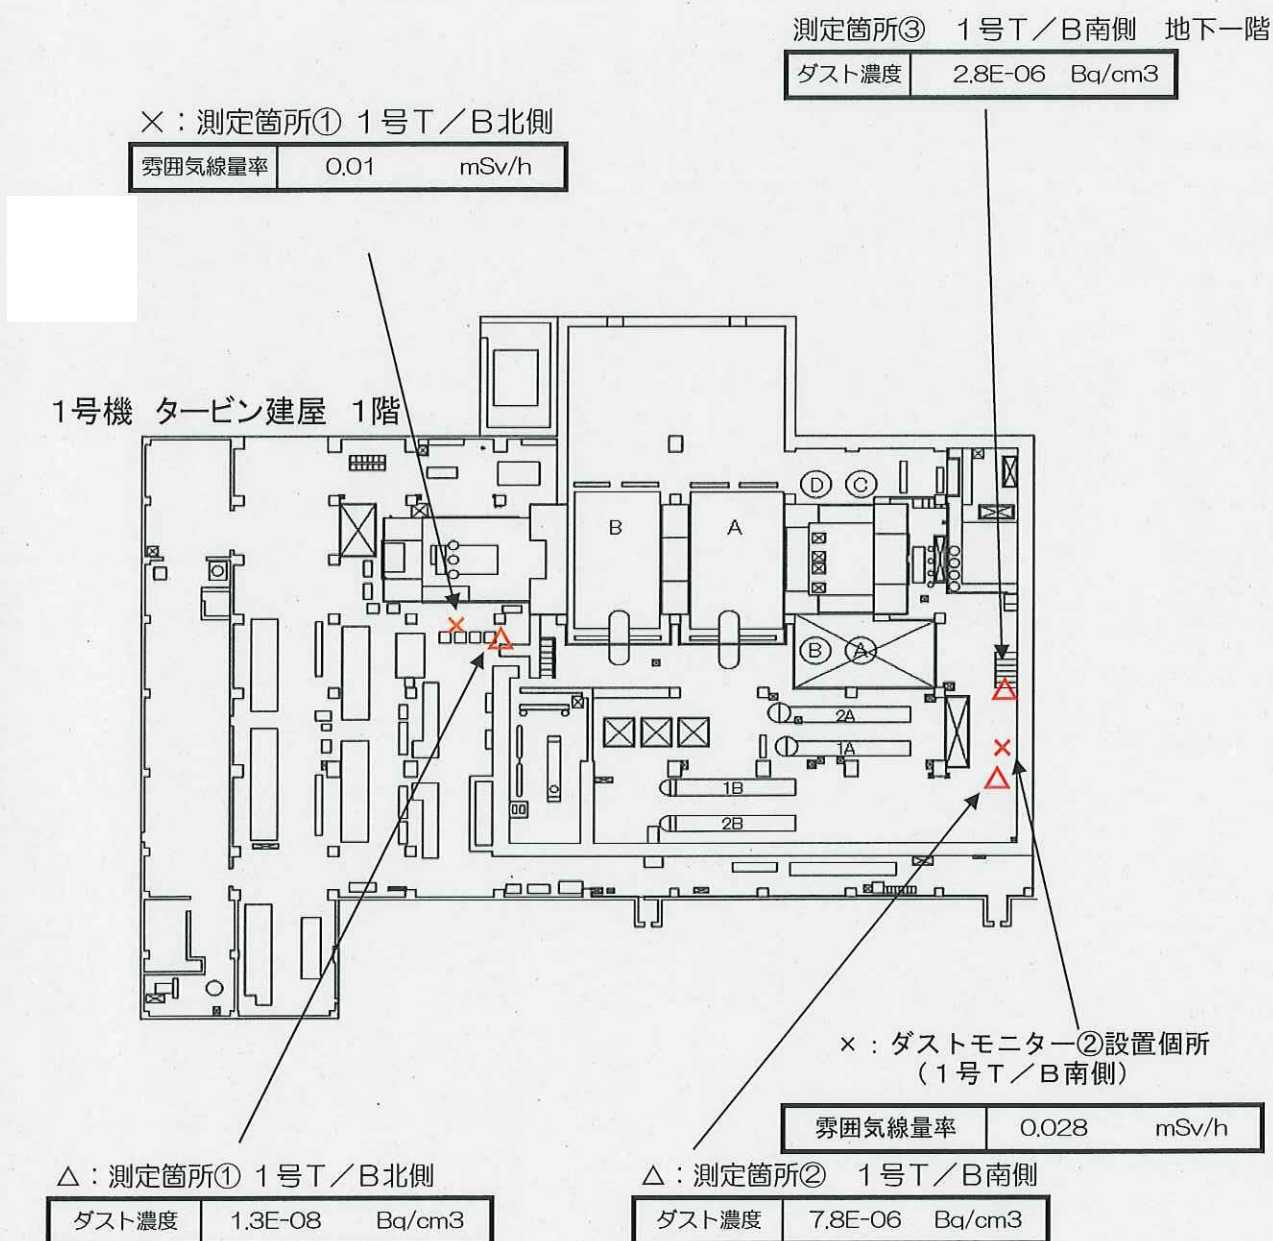 測定箇所③ 1号T／B南側 地下一階
ダスト濃度 2.8E-06 Bq/cm3
×：測定箇所① 1号T／B北側
雰囲気線量率 0.01 mSv/h
1号機 タービン建屋 1階
D C
B A
B A
2A
1A
1B
2B
×：ダストモニター②設置個所
（1号T／B南側）
雰囲気線量率 0.028 mSv/h
△：測定箇所① 1号T／B北側
ダスト濃度 1.3E-08 Bq/cm3
△：測定箇所② 1号T／B南側
ダスト濃度 7.8E-06 Bq/cm3